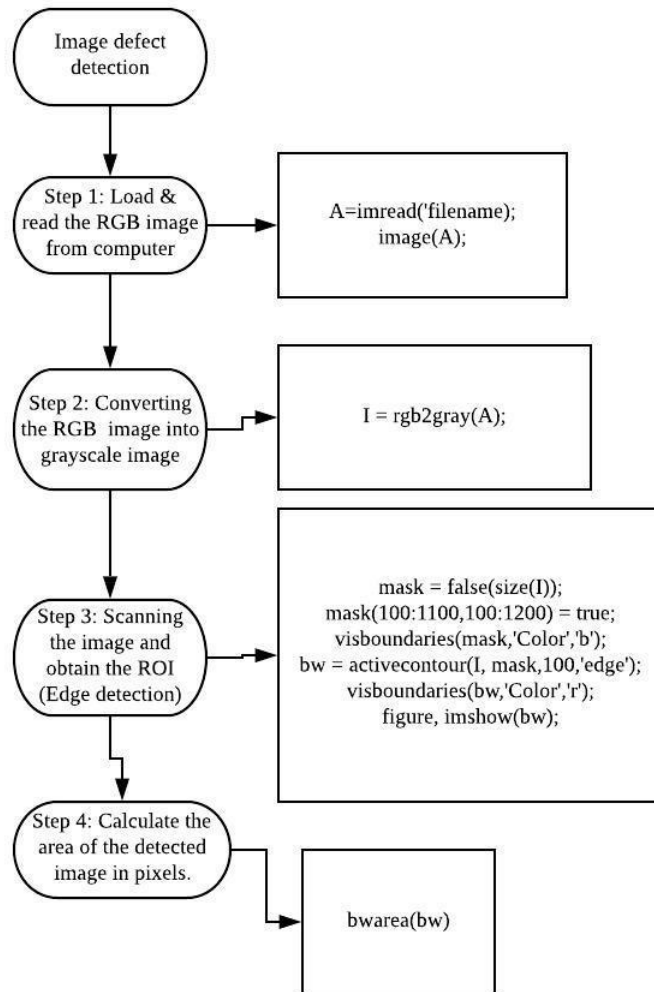 Image defect
detection
Step 1: Load &
read the RGB image
from computer
A=imread('filename);
image(A);
Step 2: Converting
the RGB image into
grayscale image
I = rgb2gray(A);
Step 3: Scanning
the image and
obtain the ROI
(Edge detection)
mask = false(size(I));
mask(100:1100,100:1200) = true;
visboundaries(mask,'Color','b');
bw = activecontour(I, mask,100,'edge');
visboundaries(bw,'Color','r');
figure, imshow(bw);
Step 4: Calculate the
area of the detected
image in pixels.
bwarea(bw)